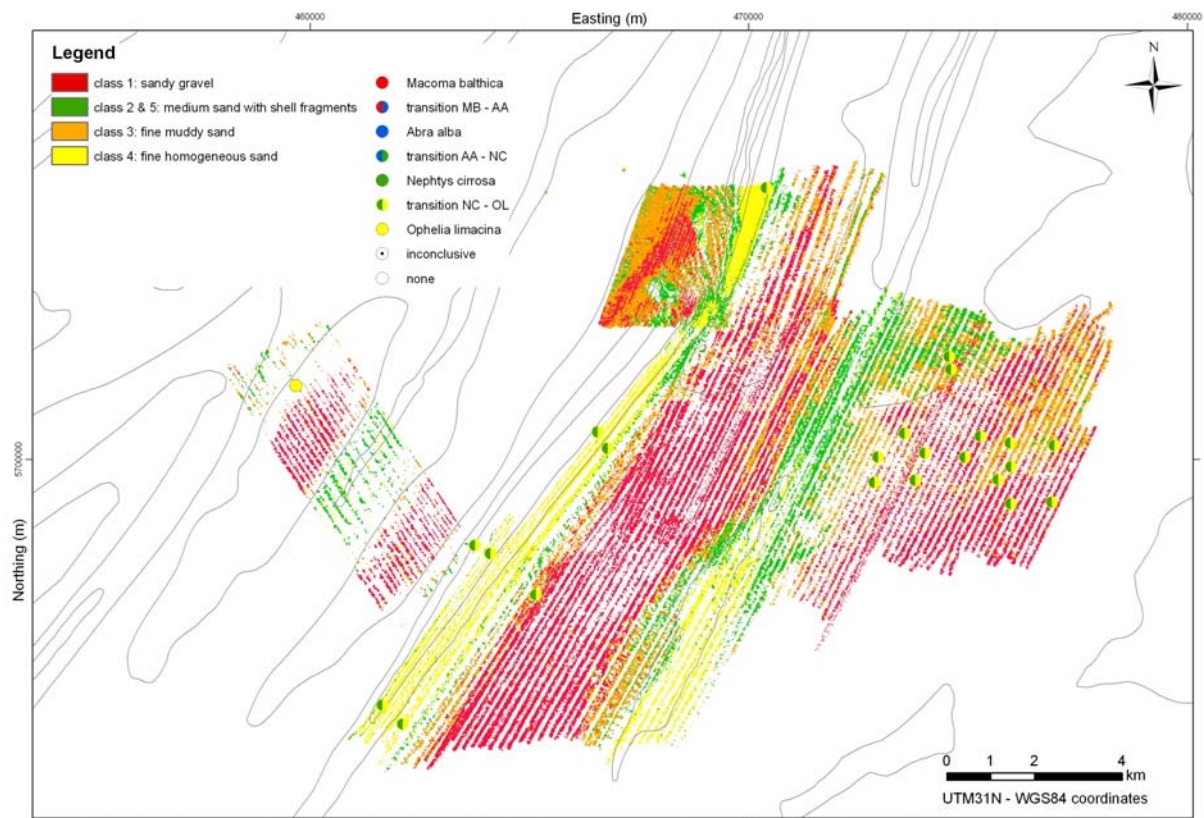 460000
Easting (m)
470000
480000
Legend
class 1: sandy gravel
class 2 & 5: medium sand with shell fragments
class 3: fine muddy sand
class 4: fine homogeneous sand
Macoma balthica
transition MB - AA
Abra alba
transition AA - NC
Nephtys cirrosa
transition NC - OL
Ophelia limacina
inconclusive
none
N
5700000
5700000
Northing (m)
0 1 2 4
km
UTM31N - WGS84 coordinates